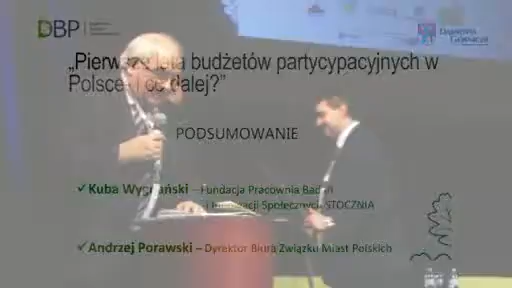 DBP
„Pierwsze lata budżetów partycypacyjnych w
Polsce i co dalej?”
PODSUMOWANIE
✓Kuba Wygnański – Fundacja Pracownia Badań
i Innowacji Społecznych STOCZNIA
✓Andrzej Porawski – Dyrektor Biura Związku Miast Polskich